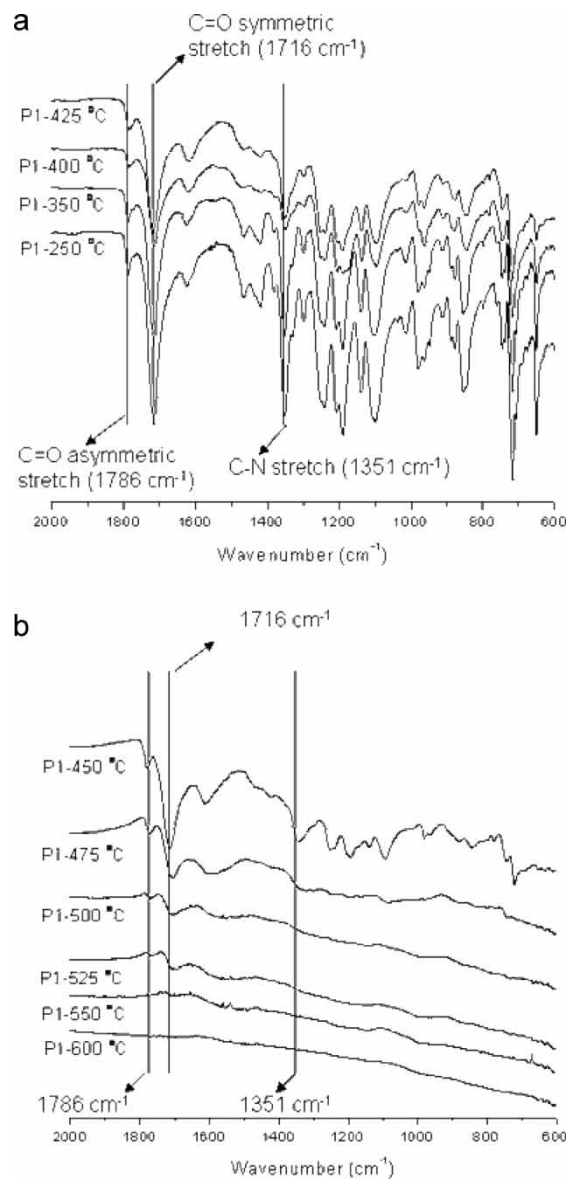 a
C=O symmetric
stretch (1716 cm-1)
P1-425 °C
P1-400 °C
P1-350 °C
P1-250 °C
C=O asymmetric
stretch (1786 cm-1)
C-N stretch (1351 cm-1)
2000 1800 1600 1400 1200 1000 800 600
Wavenumber (cm-1)
b
1716 cm-1
P1-450 °C
P1-475 °C
P1-500 °C
P1-525 °C
P1-550 °C
P1-600 °C
1786 cm-1 1351 cm-1
2000 1800 1600 1400 1200 1000 800 600
Wavenumber (cm-1)